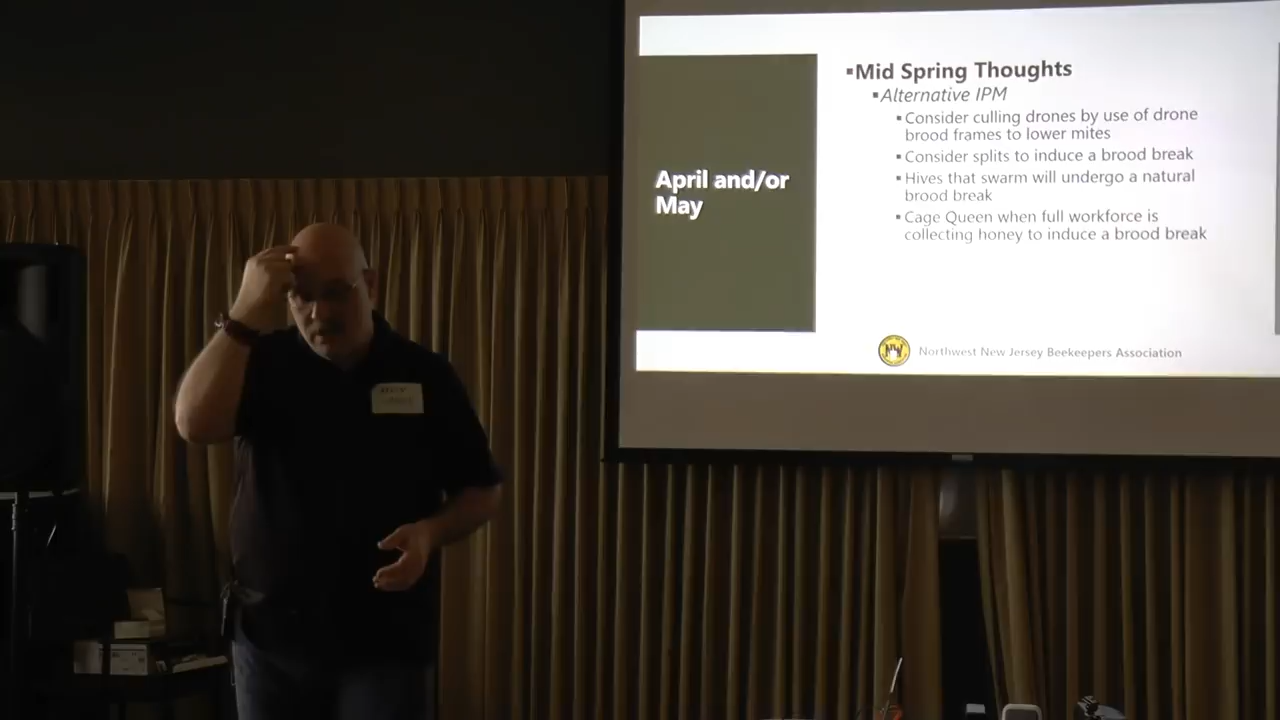 ▪Mid Spring Thoughts
▪Alternative IPM
▪Consider culling drones by use of drone
brood frames to lower mites
▪Consider splits to induce a brood break
▪Hives that swarm will undergo a natural
brood break
▪Cage Queen when full workforce is
collecting honey to induce a brood break
April and/or
May
Northwest New Jersey Beekeepers Association